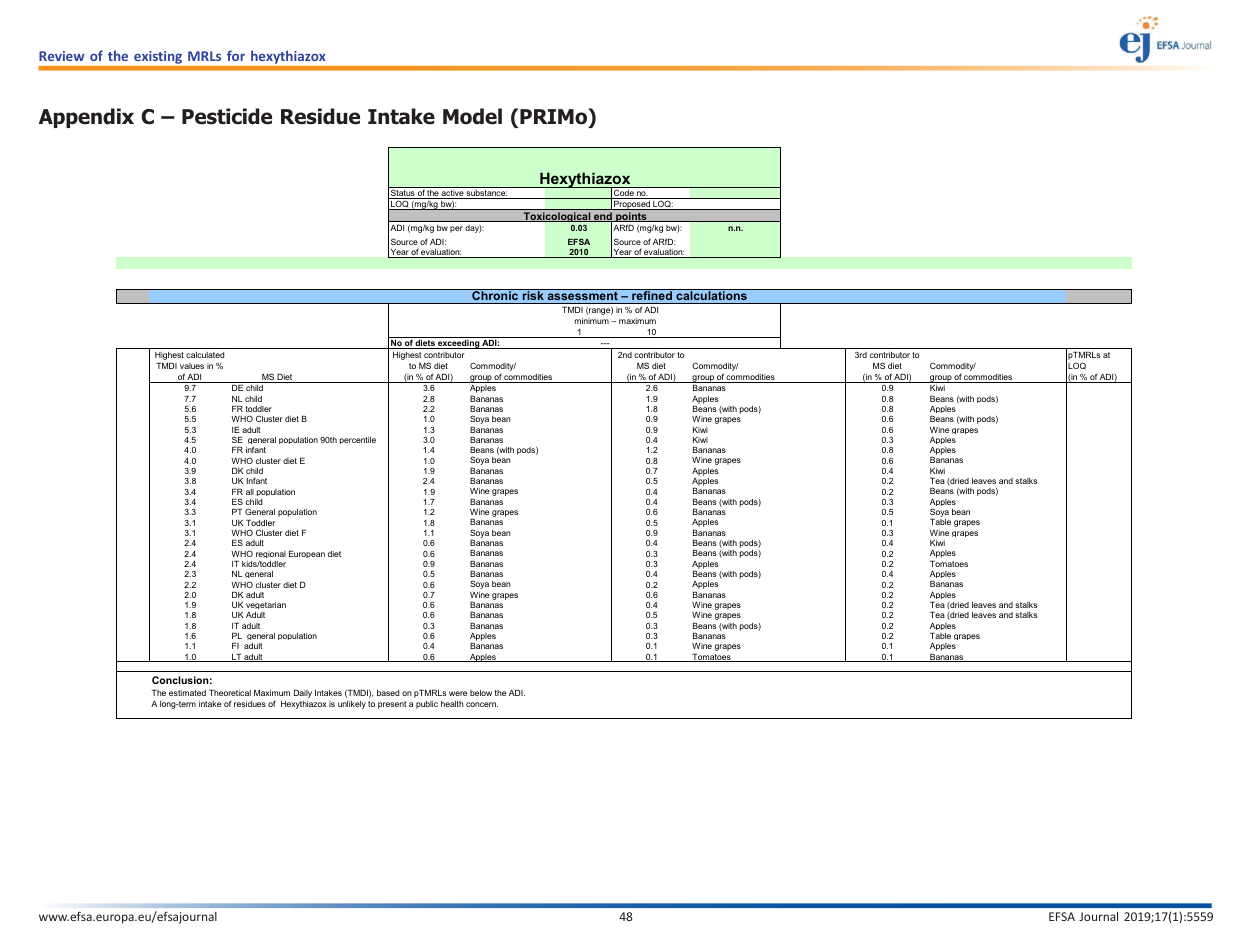 Review of the existing MRLs for hexythiazox
ej EFSA Journal
Appendix C – Pesticide Residue Intake Model (PRIMo)
Hexythiazox
Status of the active substance: Code no.
LOQ (mg/kg bw): Proposed LOQ:
Toxicological end points
ADI (mg/kg bw per day): 0.03 ARfD (mg/kg bw): n.n.
Source of ADI: EFSA Source of ARfD:
Year of evaluation: 2010 Year of evaluation:
Chronic risk assessment – refined calculations
TMDI (range) in % of ADI
minimum – maximum
1 10
No of diets exceeding ADI: ---
Highest calculated Highest contributor 2nd contributor to 3rd contributor to pTMRLs at
TMDI values in % to MS diet Commodity/ MS diet Commodity/ MS diet Commodity/ LOQ
of ADI MS Diet (in % of ADI) group of commodities (in % of ADI) group of commodities (in % of ADI) group of commodities (in % of ADI)
9.7 DE child 3.6 Apples 2.6 Bananas 0.9 Kiwi
7.7 NL child 2.8 Bananas 1.9 Apples 0.8 Beans (with pods)
5.6 FR toddler 2.2 Bananas 1.8 Beans (with pods) 0.8 Apples
5.5 WHO Cluster diet B 1.0 Soya bean 0.9 Wine grapes 0.6 Beans (with pods)
5.3 IE adult 1.3 Bananas 0.9 Kiwi 0.6 Wine grapes
4.5 SE general population 90th percentile 3.0 Bananas 0.4 Kiwi 0.3 Apples
4.0 FR infant 1.4 Beans (with pods) 1.2 Bananas 0.8 Apples
4.0 WHO cluster diet E 1.0 Soya bean 0.8 Wine grapes 0.6 Bananas
3.9 DK child 1.9 Bananas 0.7 Apples 0.4 Kiwi
3.8 UK Infant 2.4 Bananas 0.5 Apples 0.2 Tea (dried leaves and stalks
3.4 FR all population 1.9 Wine grapes 0.4 Bananas 0.2 Beans (with pods)
3.4 ES child 1.7 Bananas 0.4 Beans (with pods) 0.3 Apples
3.3 PT General population 1.2 Wine grapes 0.6 Bananas 0.5 Soya bean
3.1 UK Toddler 1.8 Bananas 0.5 Apples 0.1 Table grapes
3.1 WHO Cluster diet F 1.1 Soya bean 0.9 Bananas 0.3 Wine grapes
2.4 ES adult 0.6 Bananas 0.4 Beans (with pods) 0.4 Kiwi
2.4 WHO regional European diet 0.6 Bananas 0.3 Beans (with pods) 0.2 Apples
2.4 IT kids/toddler 0.9 Bananas 0.3 Apples 0.2 Tomatoes
2.3 NL general 0.5 Bananas 0.4 Beans (with pods) 0.4 Apples
2.2 WHO cluster diet D 0.6 Soya bean 0.2 Apples 0.2 Bananas
2.0 DK adult 0.7 Wine grapes 0.6 Bananas 0.2 Apples
1.9 UK vegetarian 0.6 Bananas 0.4 Wine grapes 0.2 Tea (dried leaves and stalks
1.8 UK Adult 0.6 Bananas 0.5 Wine grapes 0.2 Tea (dried leaves and stalks
1.8 IT adult 0.3 Bananas 0.3 Beans (with pods) 0.2 Apples
1.6 PL general population 0.6 Apples 0.3 Bananas 0.2 Table grapes
1.1 FI adult 0.4 Bananas 0.1 Wine grapes 0.1 Apples
1.0 LT adult 0.6 Apples 0.1 Tomatoes 0.1 Bananas
Conclusion:
The estimated Theoretical Maximum Daily Intakes (TMDI), based on pTMRLs were below the ADI.
A long-term intake of residues of Hexythiazox is unlikely to present a public health concern.
www.efsa.europa.eu/efsajournal 48 EFSA Journal 2019;17(1):5559